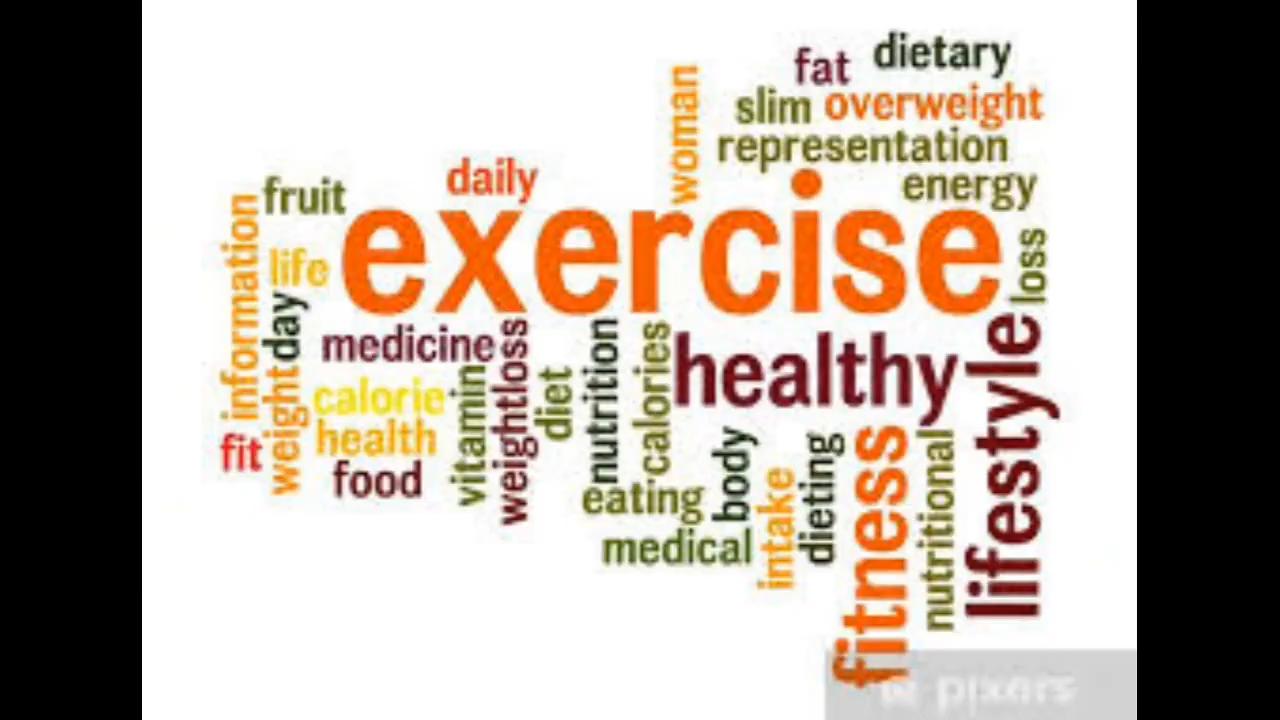 fat
dietary
woman
slim
overweight
representation
energy
daily
fruit
information
life
exercise
loss
day
medicine
healthy
lifestyle
weight
calorie
health
fit
food
vitamin
weightloss
diet
nutrition
calories
eating
medical
body
intake
dieting
fitness
nutritional
pixers